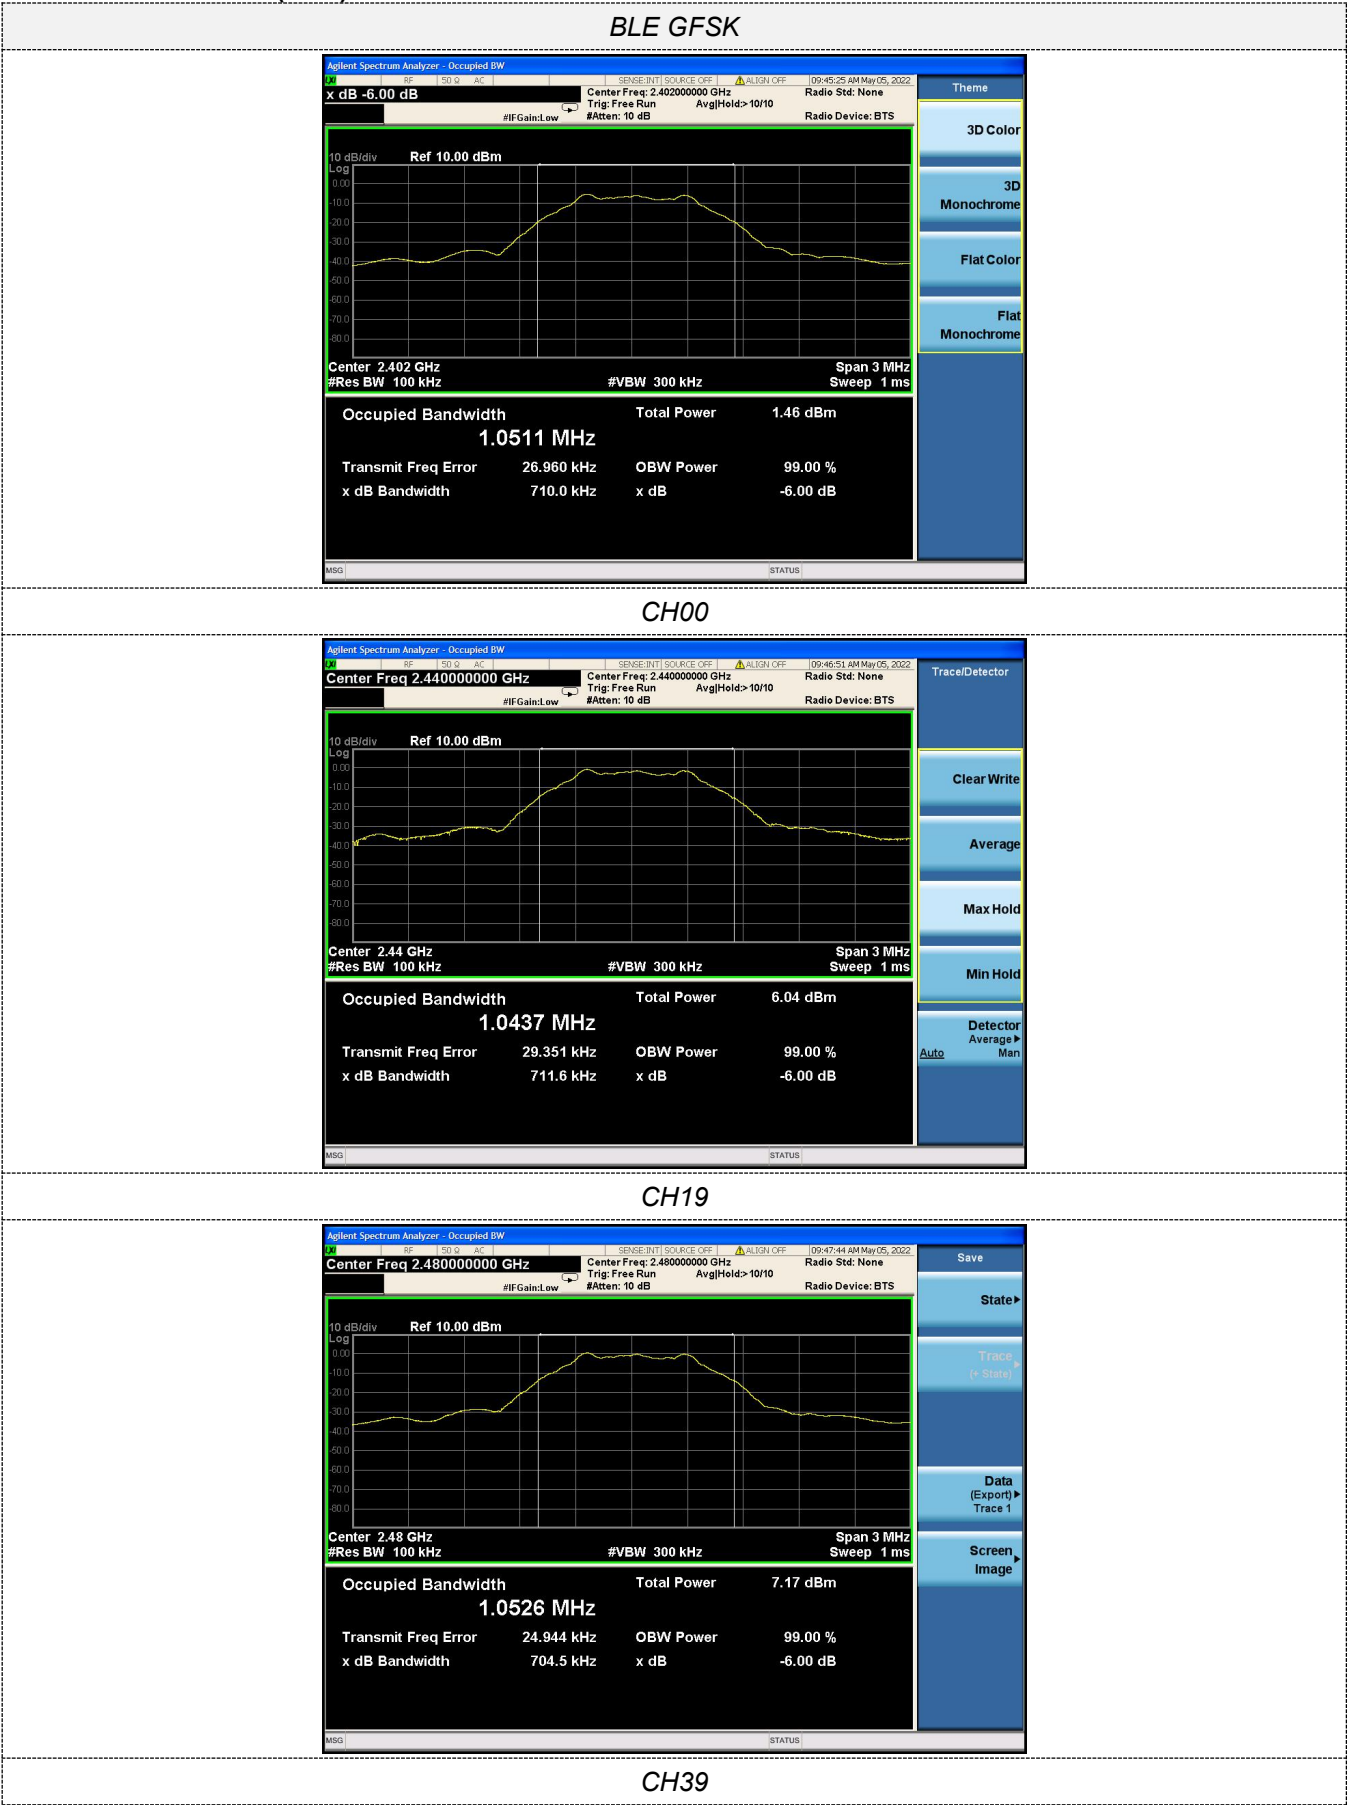 BLE GFSK
Agilent Spectrum Analyzer - Occupied BW
LXI RF 50 Ω AC SENSE:INT SOURCE OFF ALIGN OFF 09:45:25 AM May 05, 2022
x dB -6.00 dB
Center Freq: 2.402000000 GHz Radio Std: None
Trig: Free Run Avg|Hold:>10/10
#IFGain:Low #Atten: 10 dB Radio Device: BTS
10 dB/div Ref 10.00 dBm
Log
0.00
-10.0
-20.0
-30.0
-40.0
-50.0
-60.0
-70.0
-80.0
Center 2.402 GHz Span 3 MHz
#Res BW 100 kHz #VBW 300 kHz Sweep 1 ms
Occupied Bandwidth Total Power 1.46 dBm
1.0511 MHz
Transmit Freq Error 26.960 kHz OBW Power 99.00 %
x dB Bandwidth 710.0 kHz x dB -6.00 dB
MSG STATUS
Theme
3D Color
3D
Monochrome
Flat Color
Flat
Monochrome
CH00
Agilent Spectrum Analyzer - Occupied BW
LXI RF 50 Ω AC SENSE:INT SOURCE OFF ALIGN OFF 09:46:51 AM May 05, 2022
Center Freq 2.440000000 GHz
Center Freq: 2.440000000 GHz Radio Std: None
Trig: Free Run Avg|Hold:>10/10
#IFGain:Low #Atten: 10 dB Radio Device: BTS
10 dB/div Ref 10.00 dBm
Log
0.00
-10.0
-20.0
-30.0
-40.0
-50.0
-60.0
-70.0
-80.0
Center 2.44 GHz Span 3 MHz
#Res BW 100 kHz #VBW 300 kHz Sweep 1 ms
Occupied Bandwidth Total Power 6.04 dBm
1.0437 MHz
Transmit Freq Error 29.351 kHz OBW Power 99.00 %
x dB Bandwidth 711.6 kHz x dB -6.00 dB
MSG STATUS
Trace/Detector
Clear Write
Average
Max Hold
Min Hold
Detector
Average
Auto Man
CH19
Agilent Spectrum Analyzer - Occupied BW
LXI RF 50 Ω AC SENSE:INT SOURCE OFF ALIGN OFF 09:47:44 AM May 05, 2022
Center Freq 2.480000000 GHz
Center Freq: 2.480000000 GHz Radio Std: None
Trig: Free Run Avg|Hold:>10/10
#IFGain:Low #Atten: 10 dB Radio Device: BTS
10 dB/div Ref 10.00 dBm
Log
0.00
-10.0
-20.0
-30.0
-40.0
-50.0
-60.0
-70.0
-80.0
Center 2.48 GHz Span 3 MHz
#Res BW 100 kHz #VBW 300 kHz Sweep 1 ms
Occupied Bandwidth Total Power 7.17 dBm
1.0526 MHz
Transmit Freq Error 24.944 kHz OBW Power 99.00 %
x dB Bandwidth 704.5 kHz x dB -6.00 dB
MSG STATUS
Save
State
Trace
(+ State)
Data
(Export)
Trace 1
Screen
Image
CH39